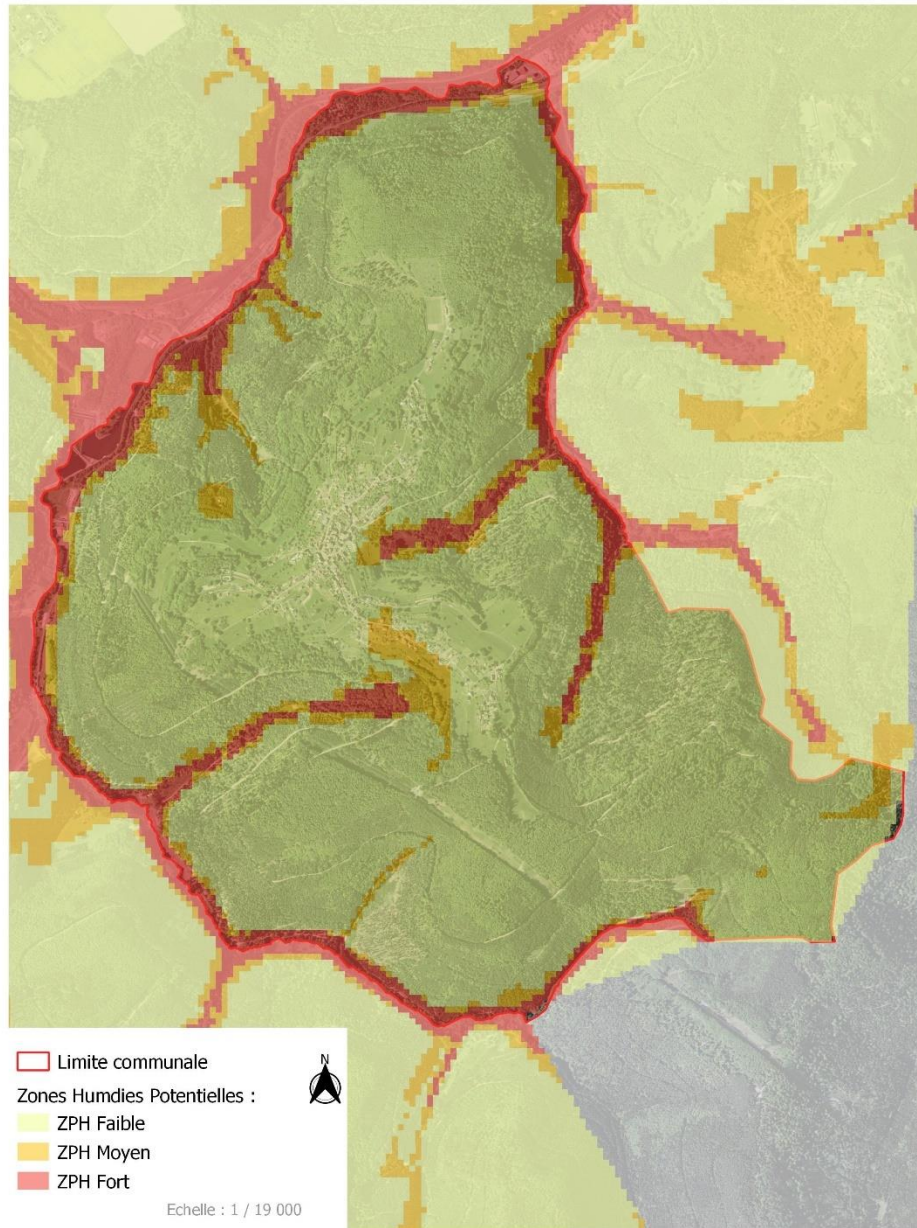 N
Limite communale
Zones Humdies Potentielles :
ZPH Faible
ZPH Moyen
ZPH Fort
Echelle : 1 / 19 000